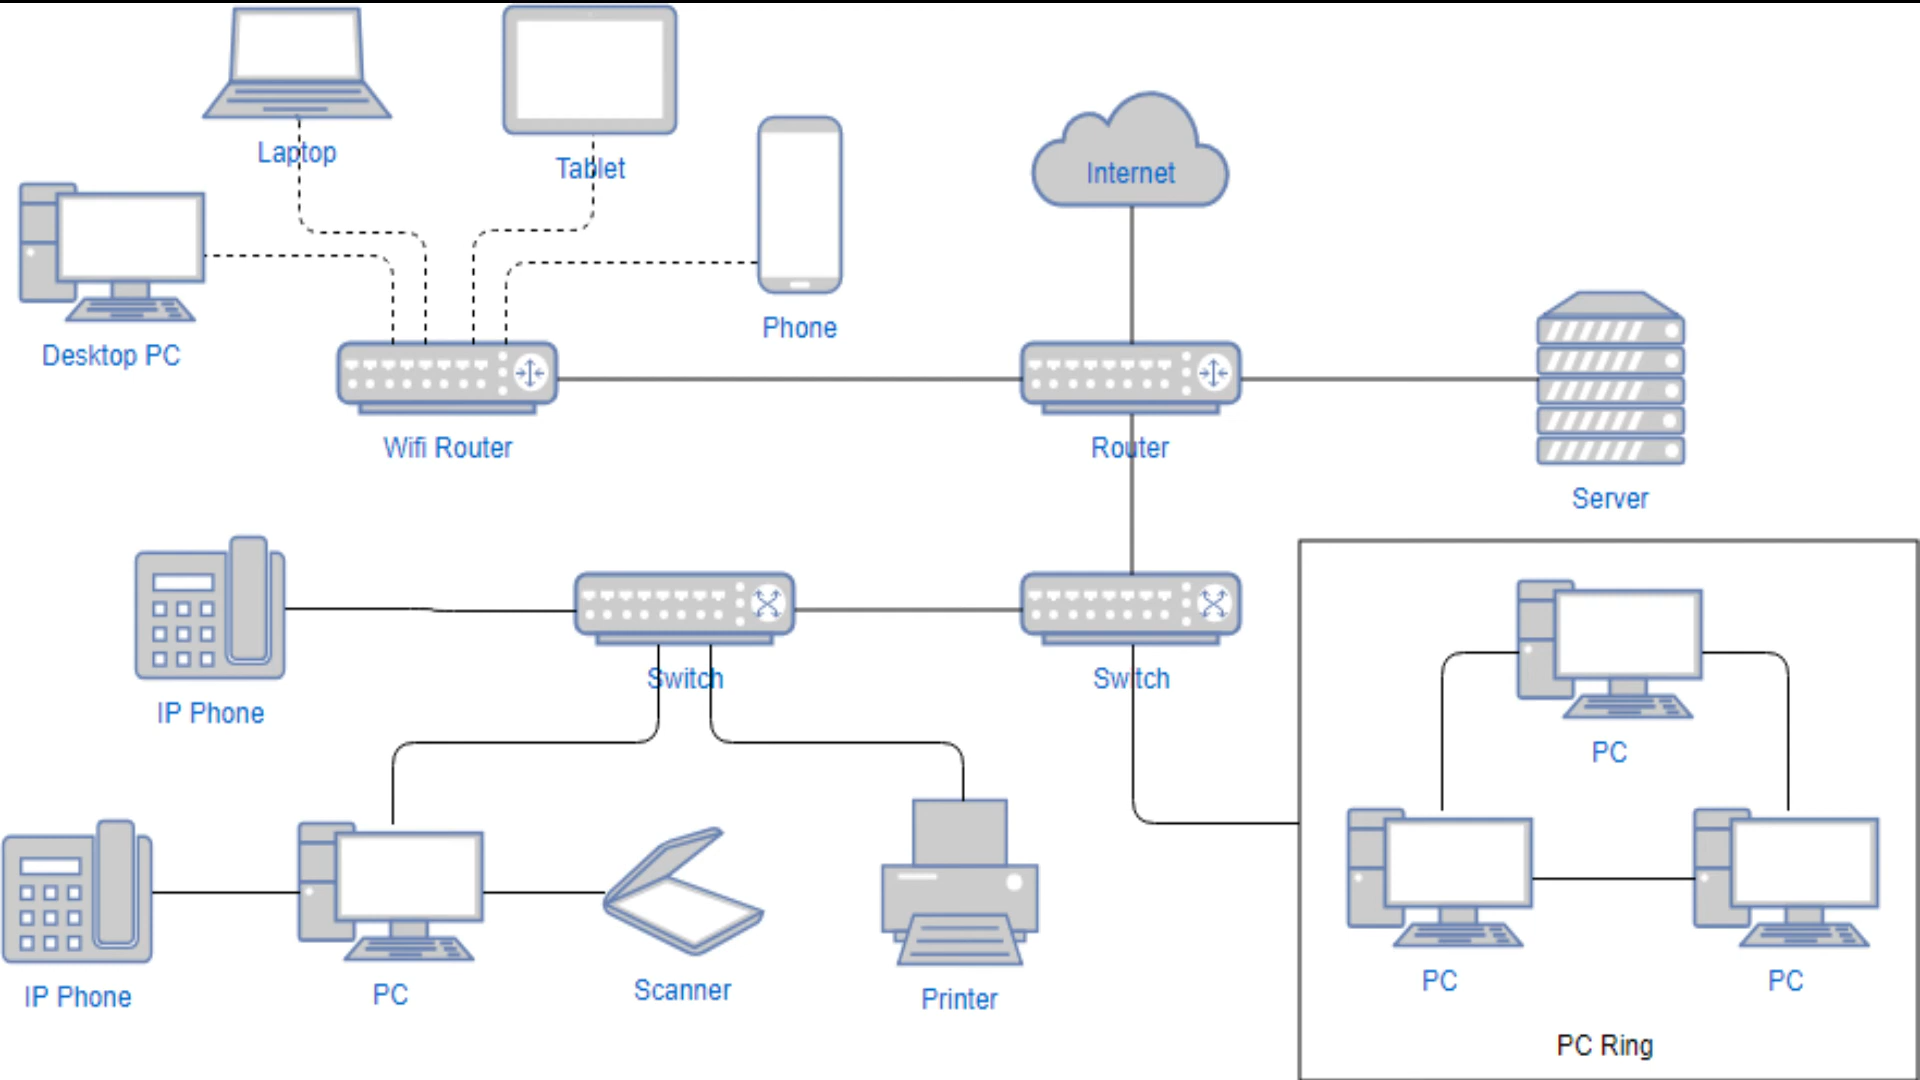 Laptop
Tablet
Internet
Phone
Desktop PC
Wifi Router
Router
Server
Switch
Switch
IP Phone
PC
IP Phone
PC
Scanner
Printer
PC
PC
PC Ring